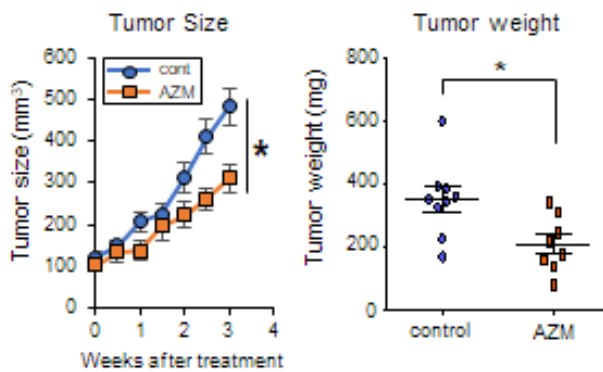 Tumor Size
Tumor size (mm³)
600
500
400
300
200
100
0
cont
AZM
*
0 1 2 3 4
Weeks after treatment
Tumor weight
Tumor weight (mg)
800
600
400
200
0
*
control AZM